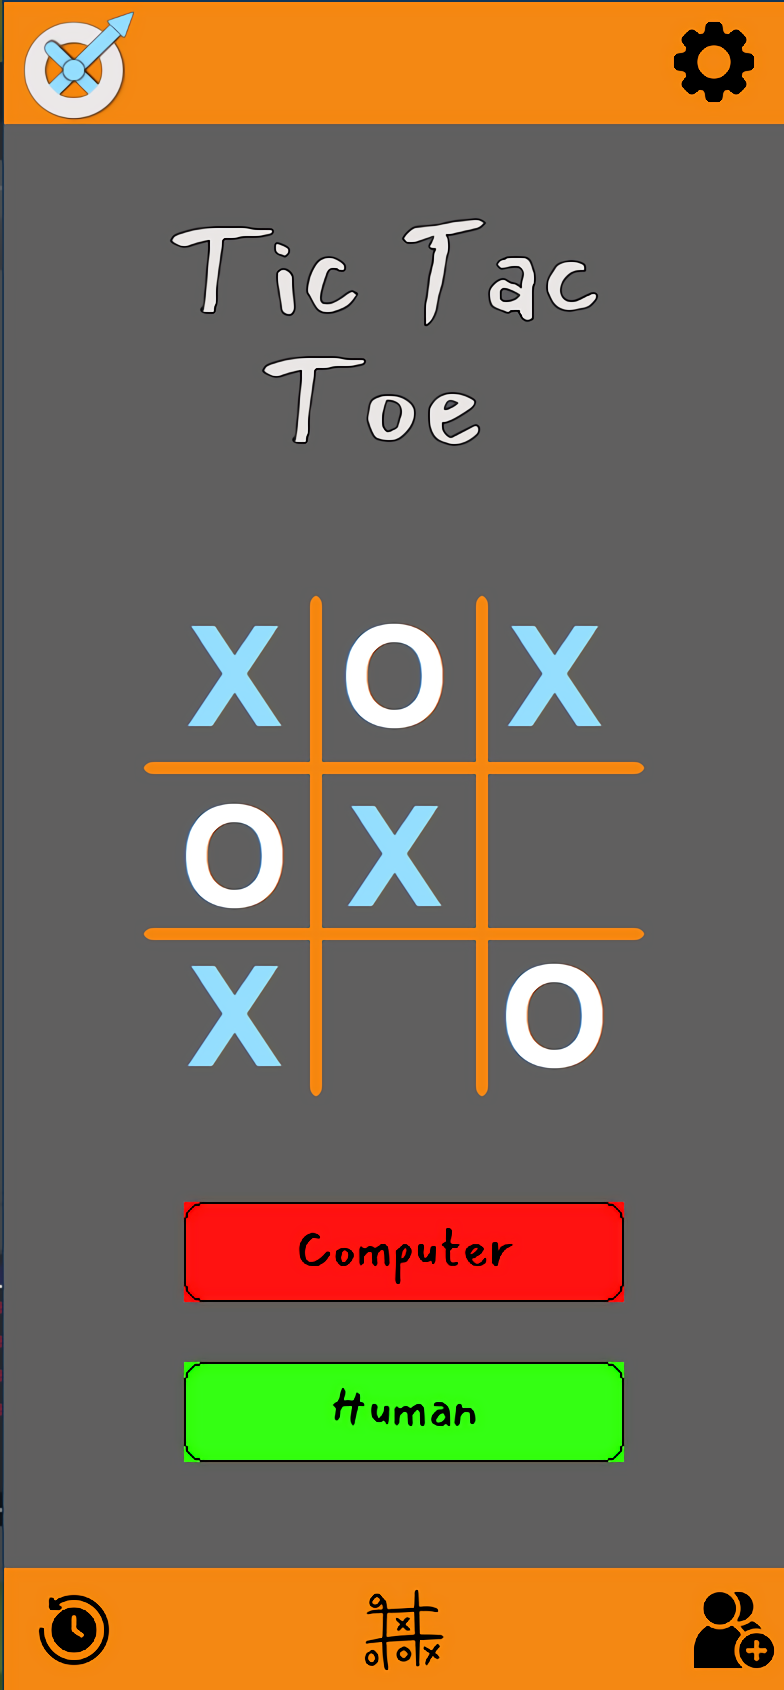 Tic Tac
Toe
X O X
O X
X O
Computer
Human